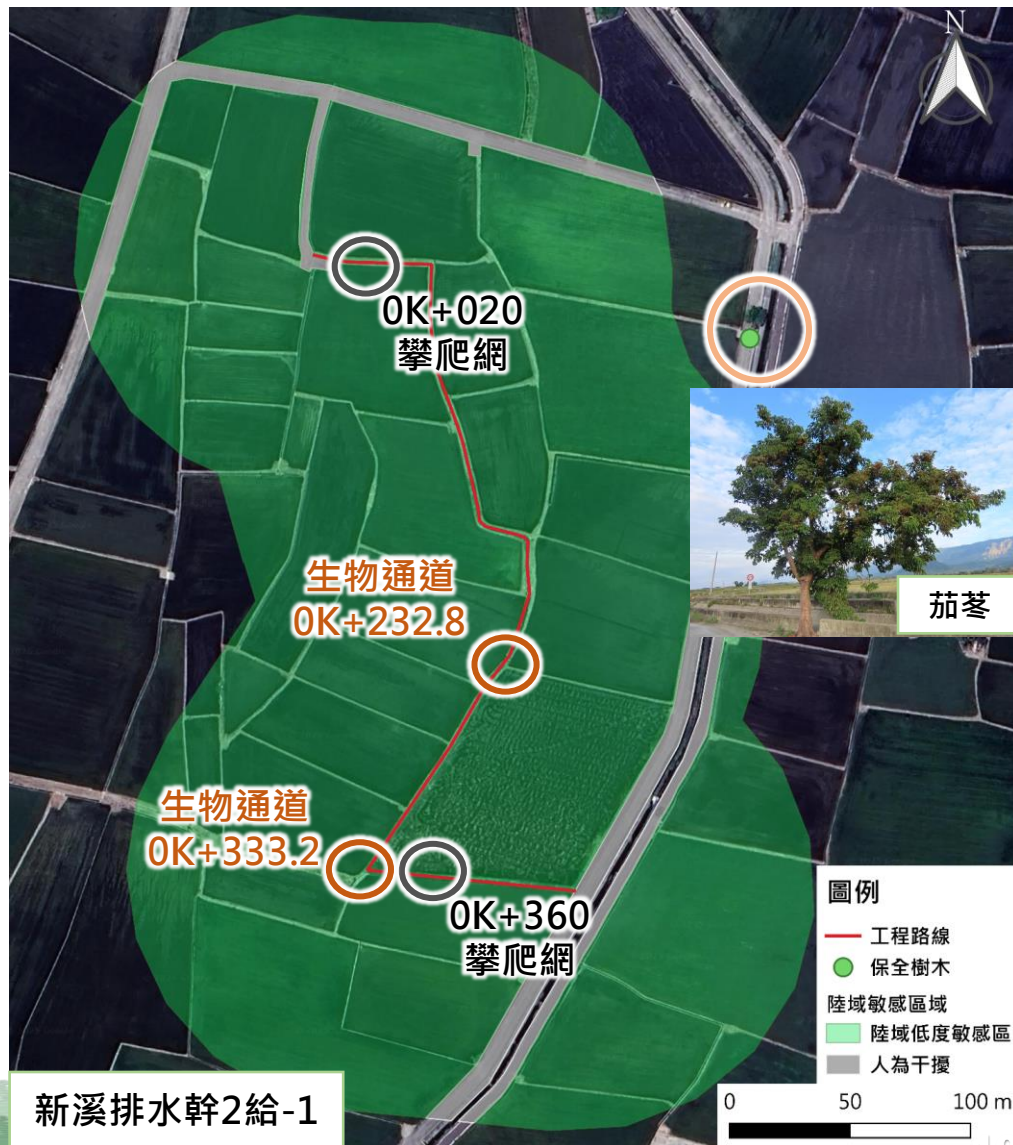 N
0K+020
攀爬網
茄苳
生物通道
0K+232.8
生物通道
0K+333.2
0K+360
攀爬網
圖例
工程路線
保全樹木
陸域敏感區域
陸域低度敏感區
人為干擾
0 50 100 m
新溪排水幹2給-1